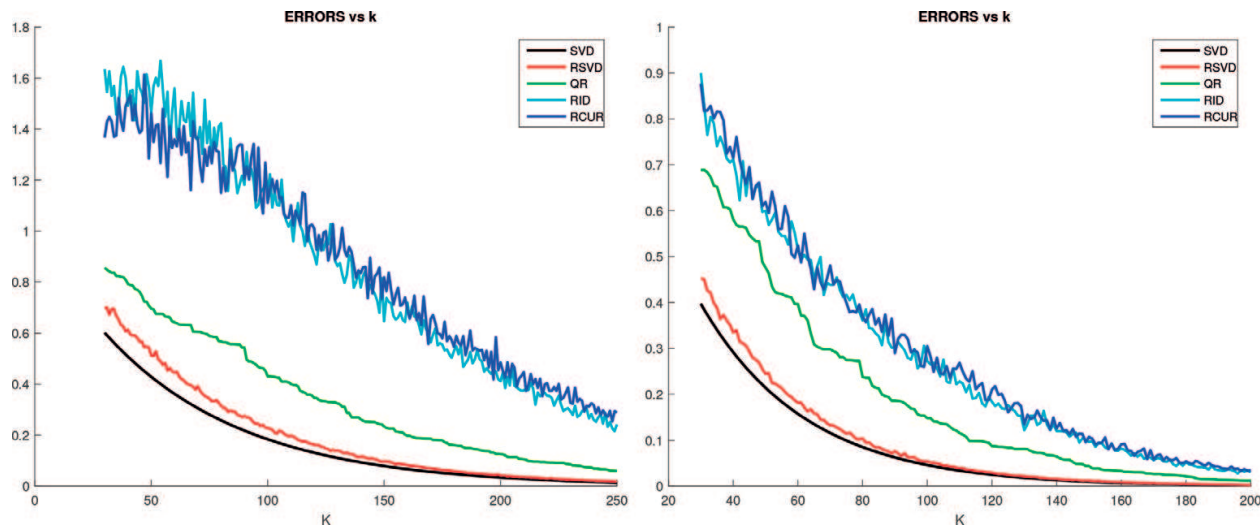 ERRORS vs k
1.8
1.6
1.4
1.2
1
0.8
0.6
0.4
0.2
0
0 50 100 150 200 250
K
SVD
RSVD
QR
RID
RCUR
ERRORS vs k
1
0.9
0.8
0.7
0.6
0.5
0.4
0.3
0.2
0.1
0
20 40 60 80 100 120 140 160 180 200
K
SVD
RSVD
QR
RID
RCUR